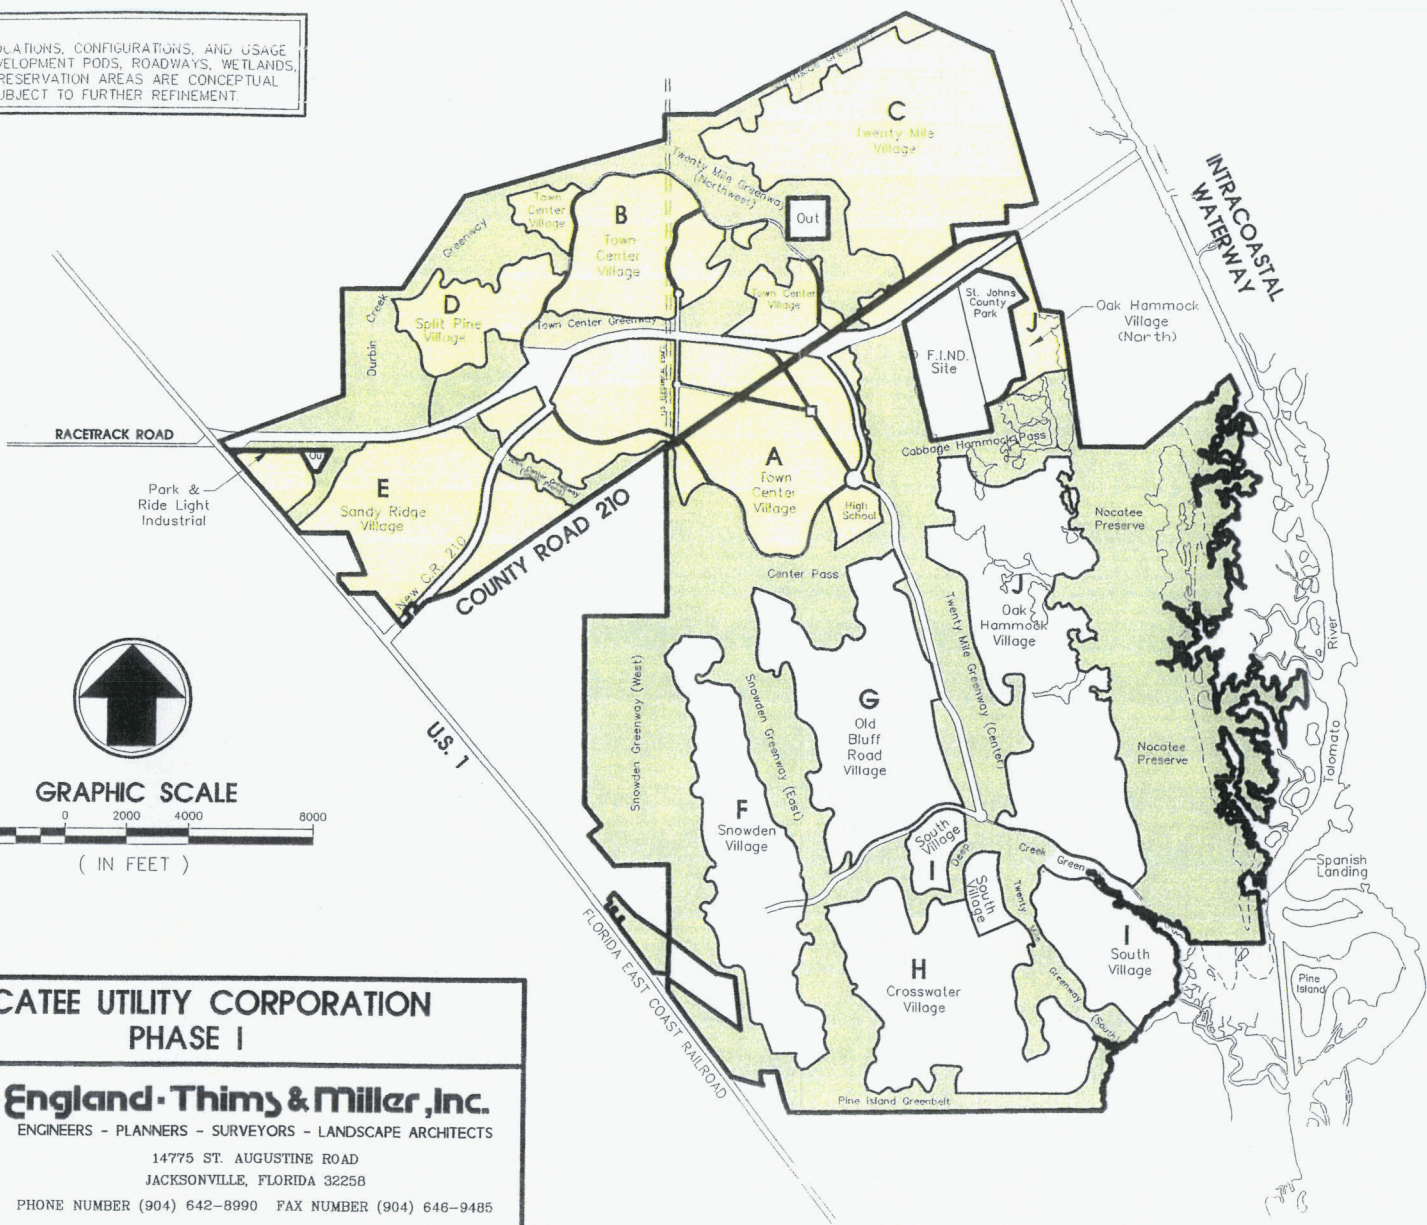 CONFIGURATIONS, AND USAGE
PODS, ROADWAYS, WETLANDS,
AREAS ARE CONCEPTUAL
TO FURTHER REFINEMENT.
C
Twenty Mile
Village
Twenty Mile Greenway
(Northwest)
Out
INTRACOASTAL
WATERWAY
Town
Center
Village
B
Town
Center
Village
Durbin Creek Greenway
D
Split Pine
Village
Town Center Greenway
Town Center
Village
St. Johns
County
Park
J
Oak Hammock
Village
(North)
F.I.ND.
Site
RACETRACK ROAD
Park &
Ride Light
Industrial
E
Sandy Ridge
Village
New C.R. 210
COUNTY ROAD 210
Town Center Greenway
A
Town
Center
Village
High
School
Cabbage Hammock Pass
Center Pass
Nocatee
Preserve
J
Oak
Hammock
Village
Twenty Mile Greenway (Center)
Snowden Greenway (West)
Snowden Greenway (East)
G
Old
Bluff
Road
Village
Nocatee
Preserve
Tolomato River
U.S. 1
GRAPHIC SCALE
0 2000 4000 8000
( IN FEET )
F
Snowden
Village
South
Village
I
Deep Creek
South
Village
Twenty Mile Greenway (South)
I
South
Village
Spanish
Landing
Pine
Island
H
Crosswater
Village
Pine Island Greenbelt
FLORIDA EAST COAST RAILROAD
UTILITY CORPORATION
PHASE I
England·Thims & Miller, Inc.
ENGINEERS – PLANNERS – SURVEYORS – LANDSCAPE ARCHITECTS
14775 ST. AUGUSTINE ROAD
JACKSONVILLE, FLORIDA 32258
PHONE NUMBER (904) 642–8990 FAX NUMBER (904) 646–9485